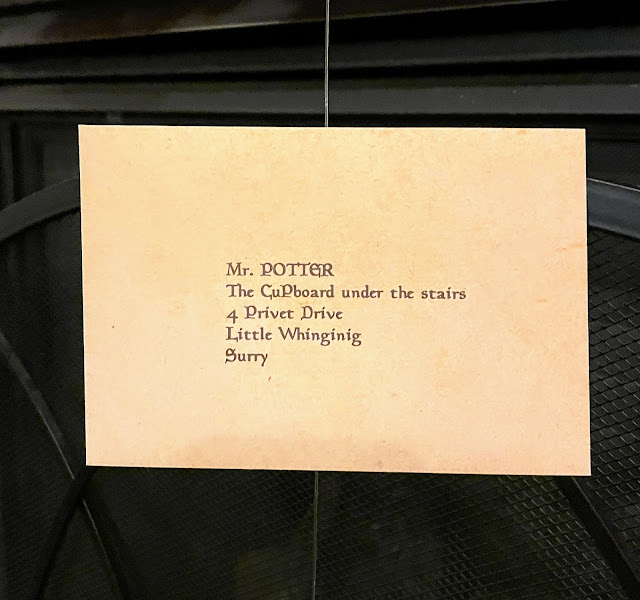 Mr. POTTER
The CuPboard under the stairs
4 Privet Drive
Little Whinginig
Surry